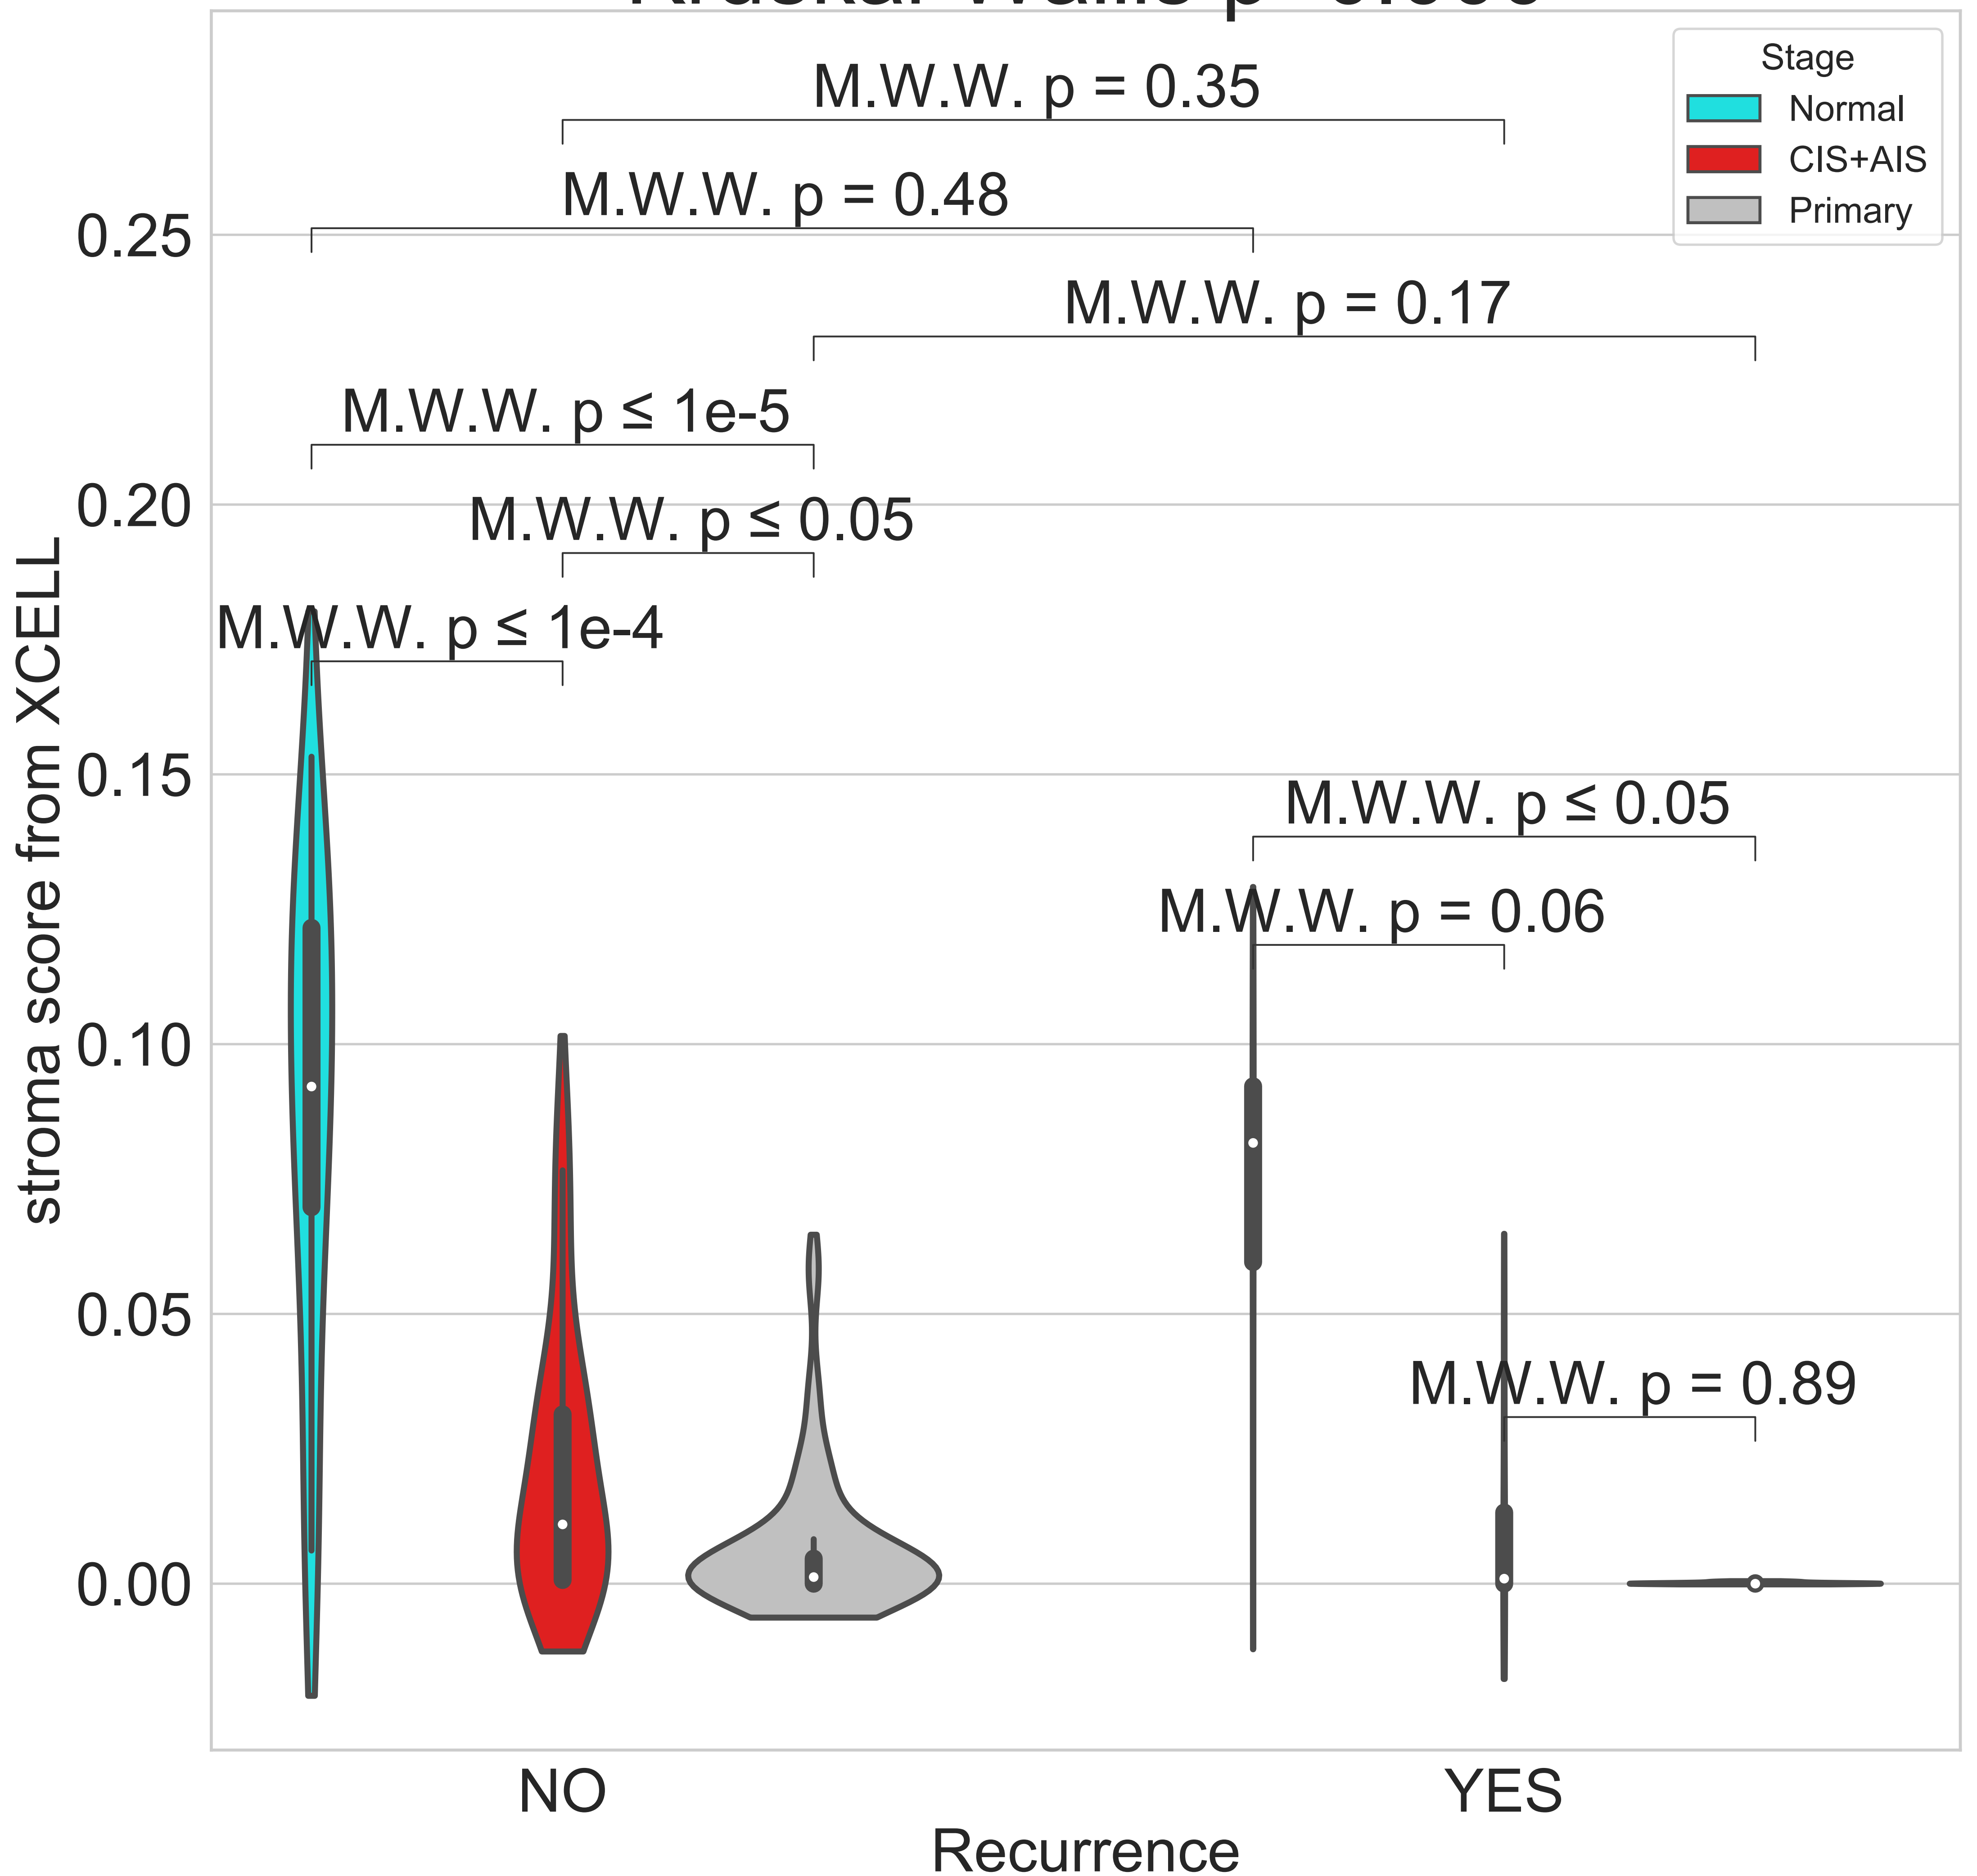 Stage
Normal
CIS+AIS
Primary
M.W.W. p = 0.35
M.W.W. p = 0.48
M.W.W. p = 0.17
M.W.W. p ≤ 1e-5
M.W.W. p ≤ 0.05
M.W.W. p ≤ 1e-4
M.W.W. p ≤ 0.05
M.W.W. p = 0.06
M.W.W. p = 0.89
stroma score from XCELL
0.25
0.20
0.15
0.10
0.05
0.00
NO
YES
Recurrence